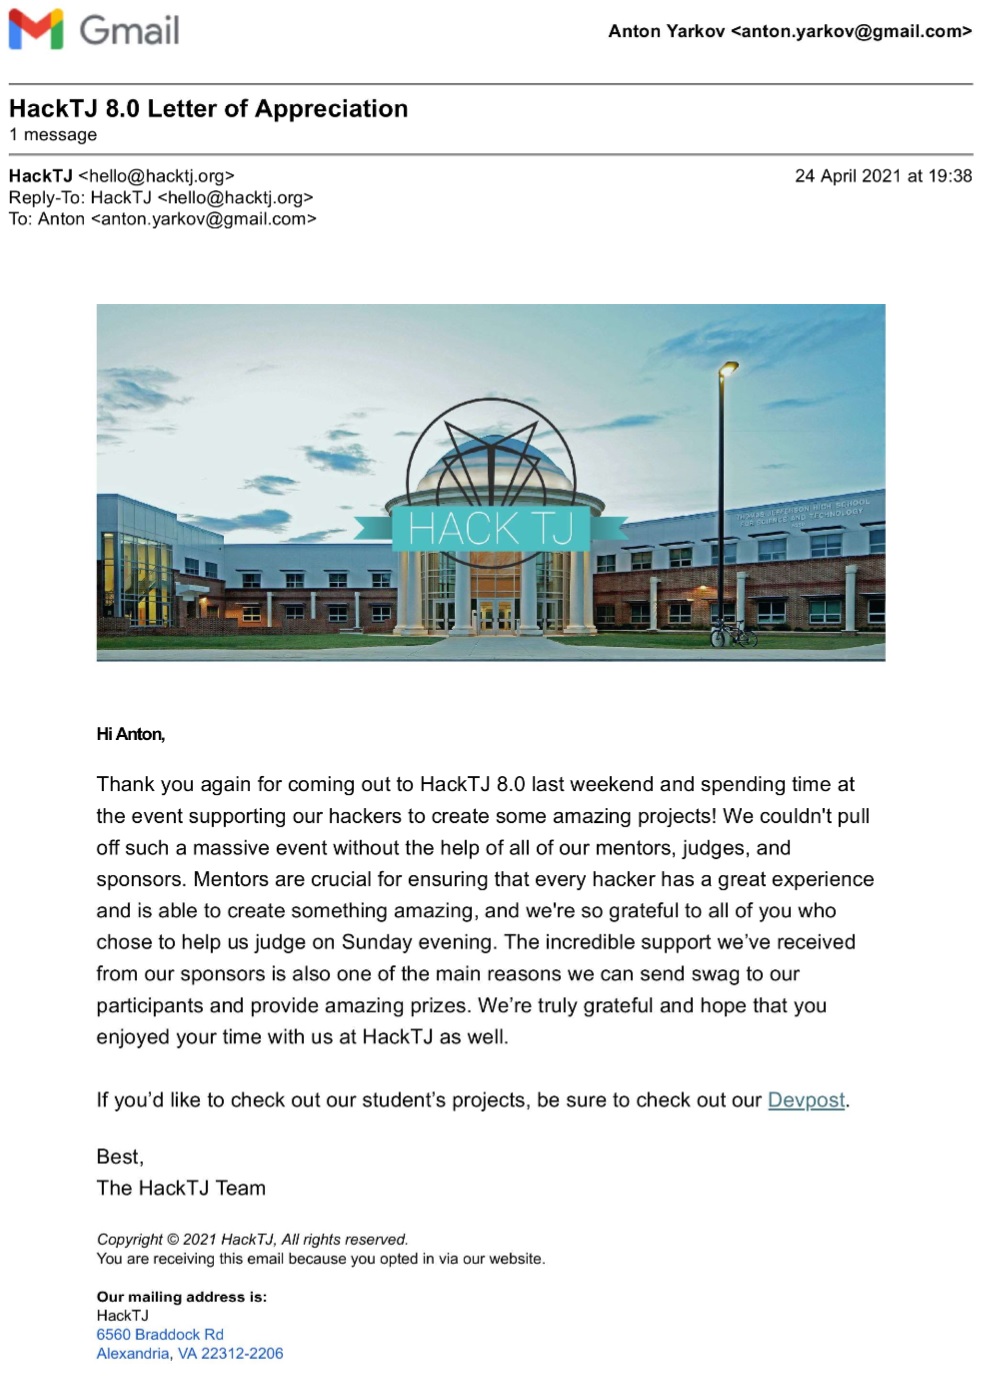 Gmail
Anton Yarkov <anton.yarkov@gmail.com>
HackTJ 8.0 Letter of Appreciation
1 message
HackTJ <hello@hacktj.org>
24 April 2021 at 19:38
Reply-To: HackTJ <hello@hacktj.org>
To: Anton <anton.yarkov@gmail.com>
THOMAS JEFFERSON HIGH SCHOOL
FOR SCIENCE AND TECHNOLOGY
HACK TJ
Hi Anton,
Thank you again for coming out to HackTJ 8.0 last weekend and spending time at
the event supporting our hackers to create some amazing projects! We couldn't pull
off such a massive event without the help of all of our mentors, judges, and
sponsors. Mentors are crucial for ensuring that every hacker has a great experience
and is able to create something amazing, and we're so grateful to all of you who
chose to help us judge on Sunday evening. The incredible support we’ve received
from our sponsors is also one of the main reasons we can send swag to our
participants and provide amazing prizes. We’re truly grateful and hope that you
enjoyed your time with us at HackTJ as well.
If you’d like to check out our student’s projects, be sure to check out our Devpost.
Best,
The HackTJ Team
Copyright © 2021 HackTJ, All rights reserved.
You are receiving this email because you opted in via our website.
Our mailing address is:
HackTJ
6560 Braddock Rd
Alexandria, VA 22312-2206